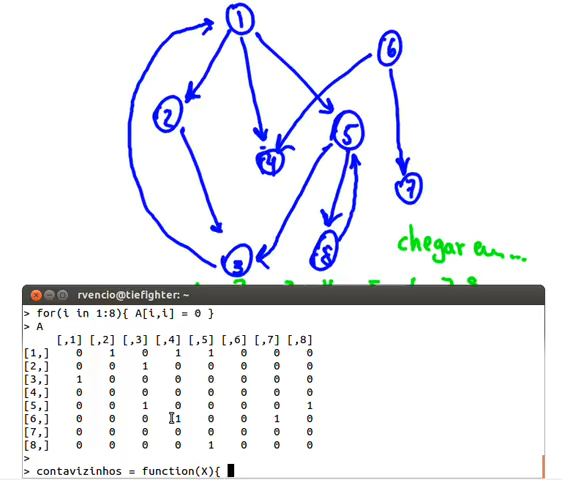 1
6
2
5
4
7
3
8
chegar em...
rvencio@tiefighter: ~
> for(i in 1:8){ A[i,i] = 0 }
> A
[,1] [,2] [,3] [,4] [,5] [,6] [,7] [,8]
[1,] 0 1 0 1 1 0 0 0
[2,] 0 0 1 0 0 0 0 0
[3,] 1 0 0 0 0 0 0 0
[4,] 0 0 0 0 0 0 0 0
[5,] 0 0 1 0 0 0 0 1
[6,] 0 0 0 1 0 0 1 0
[7,] 0 0 0 0 0 0 0 0
[8,] 0 0 0 0 1 0 0 0
>
> contavizinhos = function(X){